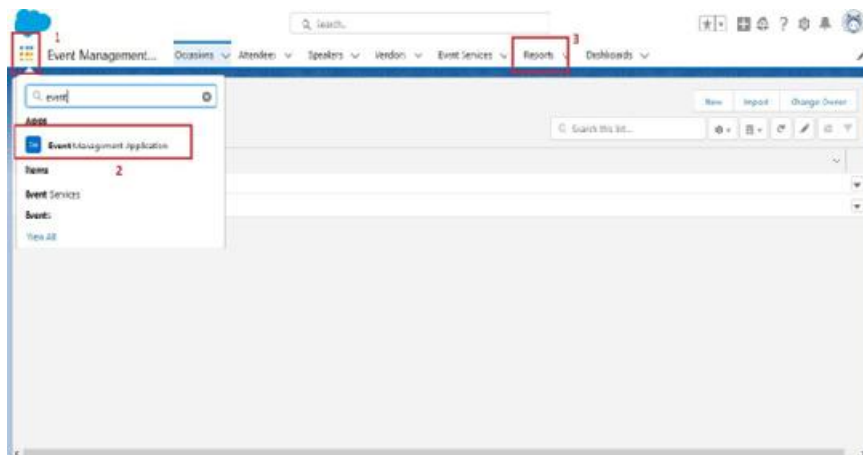 1
Search...
3
Event Management... Occasions Attendees Speakers Vendors Event Services Reports Dashboards
event
New Import Change Owner
Apps
Search this list...
Event Management Application
Items
2
Event Services
Events
View All